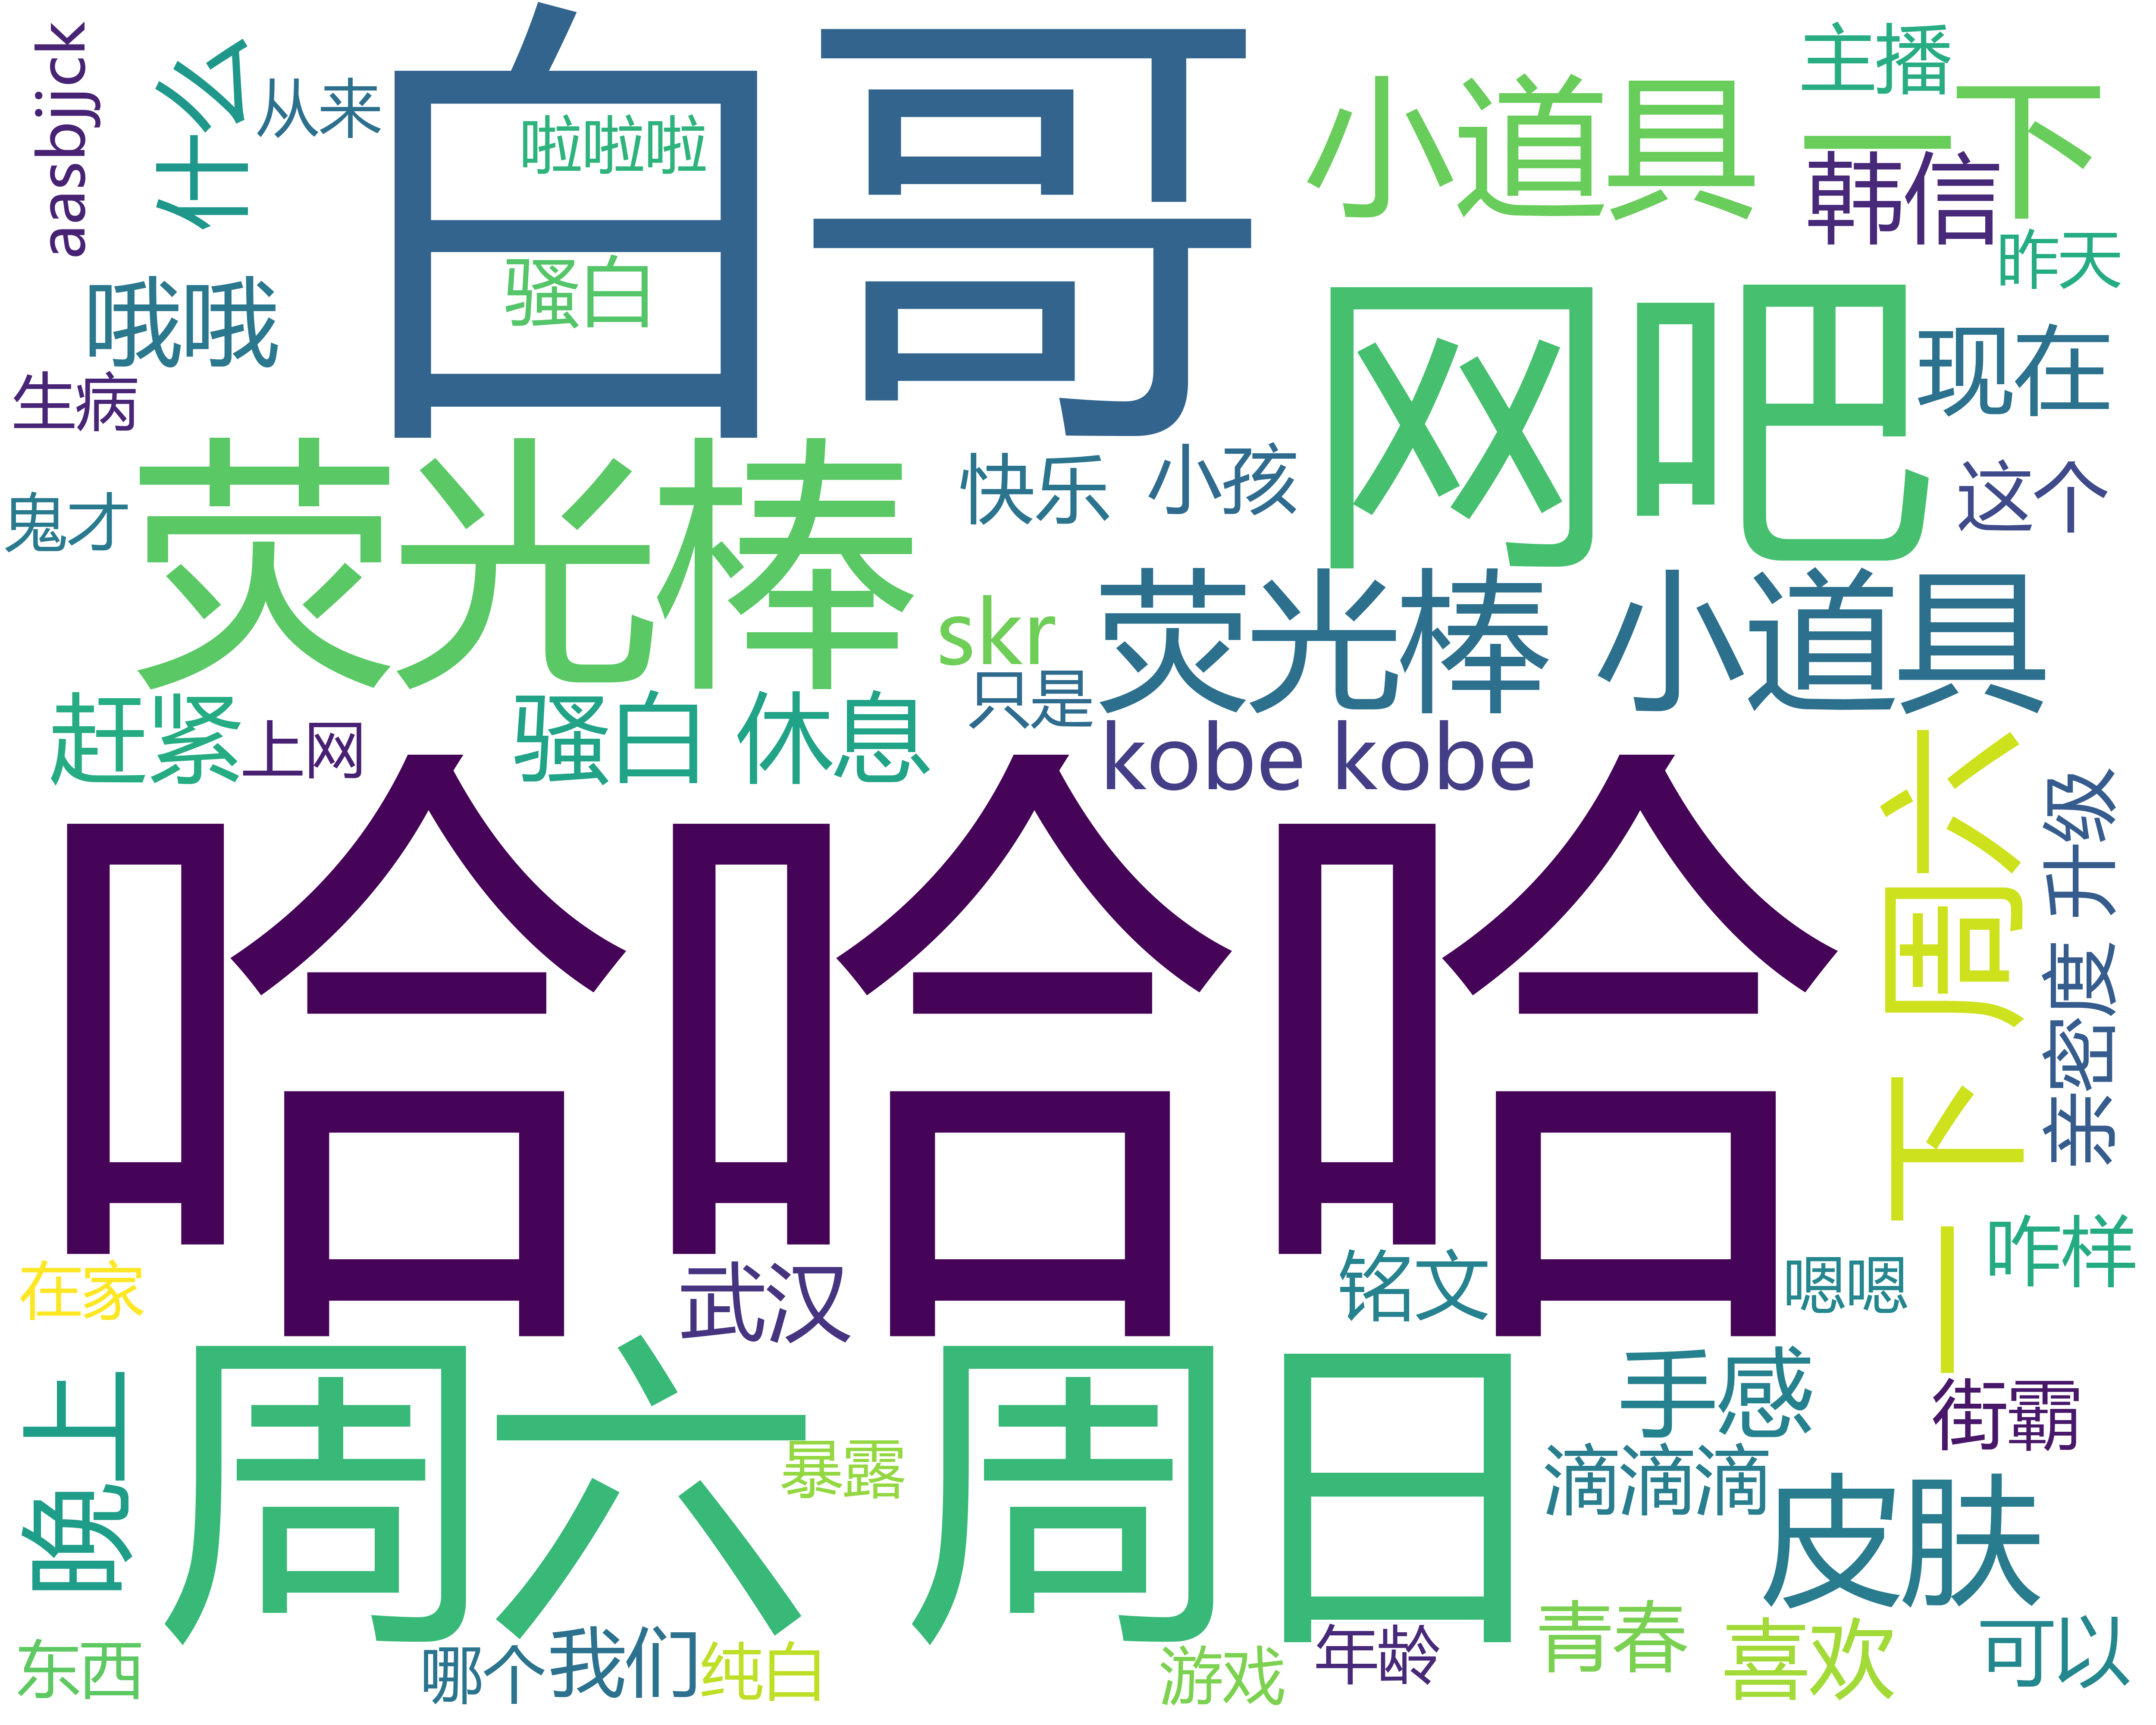 aasbijck
什么
从来
白哥
啦啦啦
骚白
小道具
主播
一下
韩信
昨天
哦哦
生病
网吧
现在
鬼才
荧光棒
快乐
小孩
这个
skr
荧光棒 小道具
只是
赶紧
上网
骚白 休息
kobe kobe
哈哈哈
下周六
亲密度 升级
一
咋样
在家
武汉
铭文
嗯嗯
晚上
周六 周日
暴露
手感
街霸
滴滴滴
皮肤
东西
哪个
我们
纯白
游戏
年龄
青春
喜欢
可以